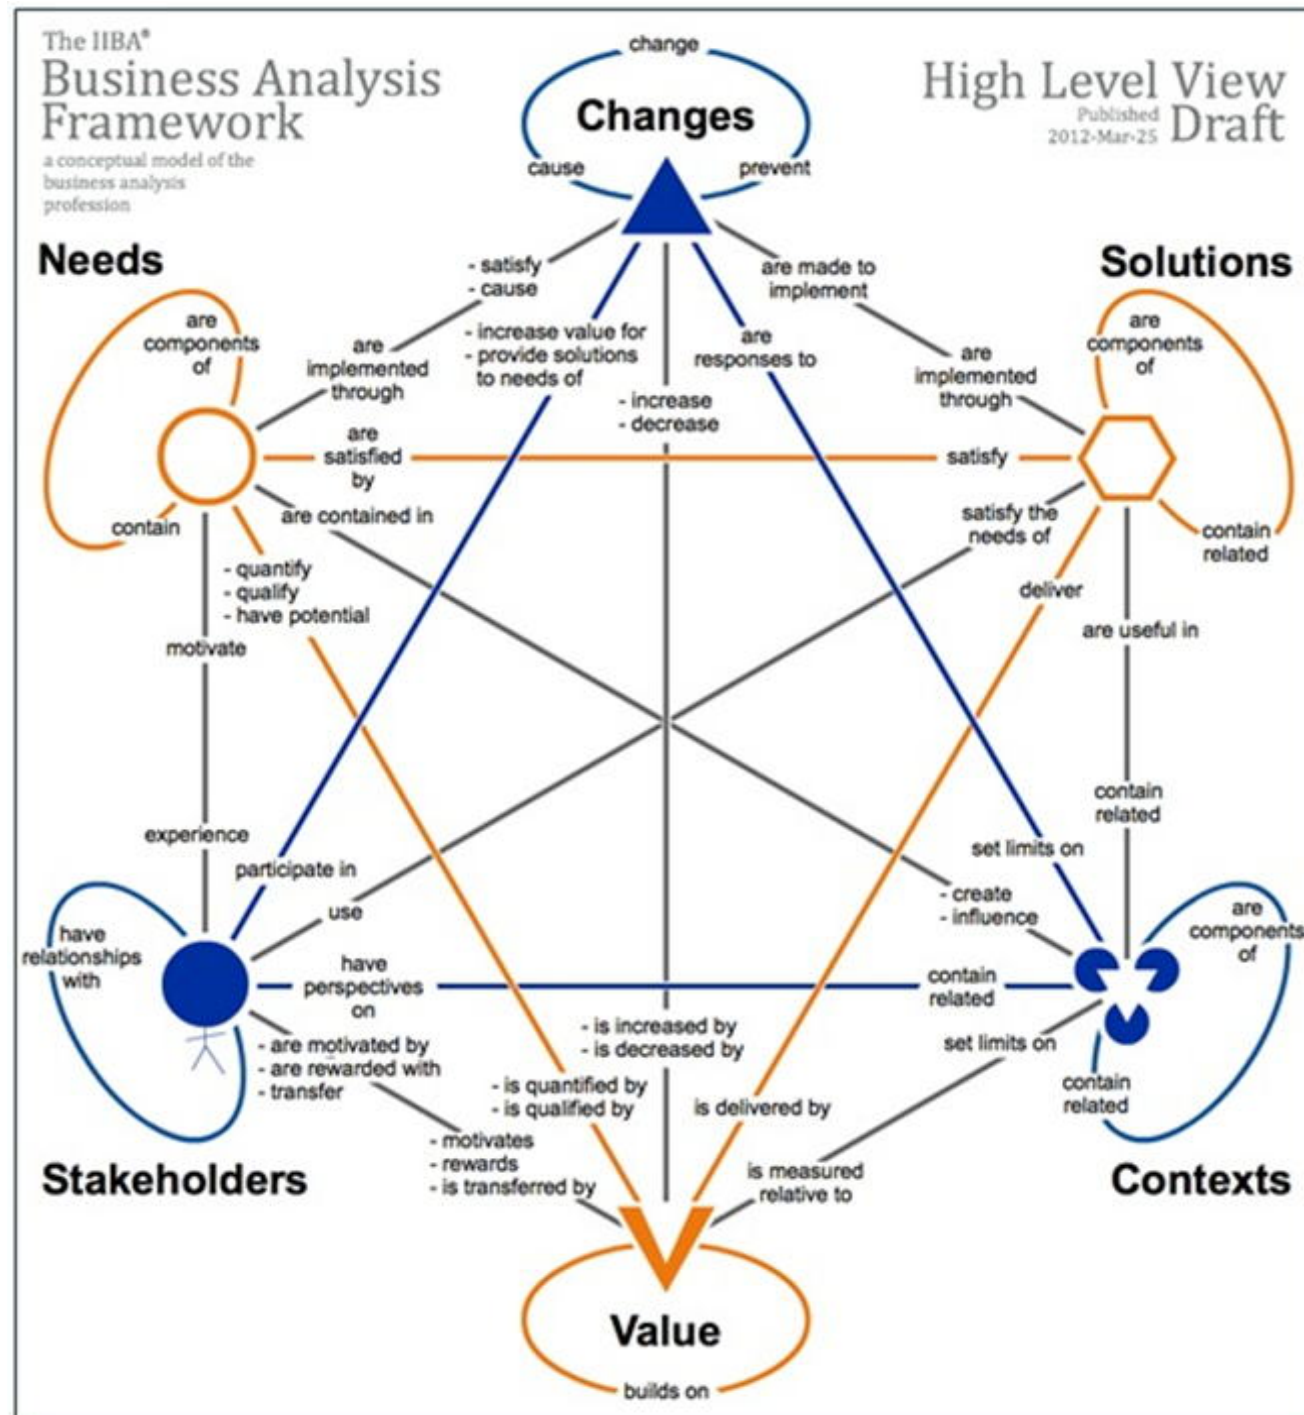 The IIBA®
Business Analysis
Framework
a conceptual model of the
business analysis
profession
High Level View
Published
2012-Mar-25
Draft
change
Changes
cause
prevent
Needs
Solutions
- satisfy
- cause
are made to
implement
are
components
of
are
components
of
- increase value for
- provide solutions
to needs of
are
responses to
are
implemented
through
are
implemented
through
- increase
- decrease
are
satisfied
by
satisfy
contain
are contained in
satisfy the
needs of
contain
related
- quantify
- qualify
- have potential
deliver
motivate
are useful in
contain
related
experience
participate in
set limits on
use
- create
- influence
have
relationships
with
are
components
of
have
perspectives
on
contain
related
- are motivated by
- are rewarded with
- transfer
- is increased by
- is decreased by
set limits on
- is quantified by
- is qualified by
is delivered by
contain
related
- motivates
- rewards
- is transferred by
is measured
relative to
Stakeholders
Contexts
Value
builds on